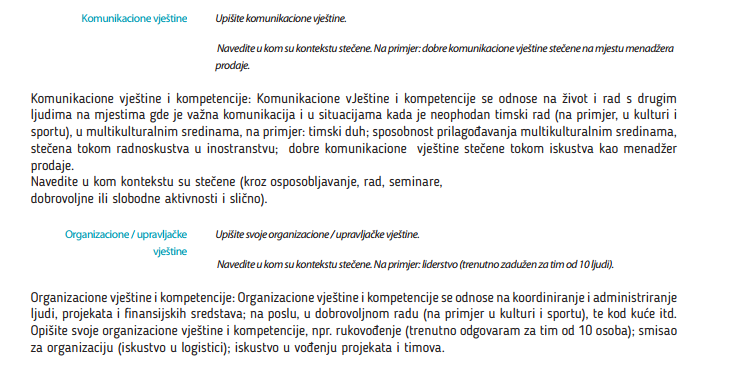 Komunikacione vještine Upišite komunikacione vještine.
Navedite u kom su kontekstu stečene. Na primjer: dobre komunikacione vještine stečene na mjestu menadžera
prodaje.
Komunikacione vještine i kompetencije: Komunikacione vJeštine i kompetencije se odnose na život i rad s drugim
ljudima na mjestima gde je važna komunikacija i u situacijama kada je neophodan timski rad (na primjer, u kulturi i
sportu), u multikulturalnim sredinama, na primjer: timski duh; sposobnost prilagođavanja multikulturalnim sredinama,
stečena tokom radnoskustva u inostranstvu; dobre komunikacione vještine stečene tokom iskustva kao menadžer
prodaje.
Navedite u kom kontekstu su stečene (kroz osposobljavanje, rad, seminare,
dobrovoljne ili slobodne aktivnosti i slično).
Organizacione / upravljačke Upišite svoje organizacione / upravljačke vještine.
vještine
Navedite u kom su kontekstu stečene. Na primjer: liderstvo (trenutno zadužen za tim od 10 ljudi).
Organizacione vještine i kompetencije: Organizacione vještine i kompetencije se odnose na koordiniranje i administriranje
ljudi, projekata i finansijskih sredstava; na poslu, u dobrovoljnom radu (na primjer u kulturi i sportu), te kod kuće itd.
Opišite svoje organizacione vještine i kompetencije, npr. rukovođenje (trenutno odgovaram za tim od 10 osoba); smisao
za organizaciju (iskustvo u logistici); iskustvo u vođenju projekata i timova.